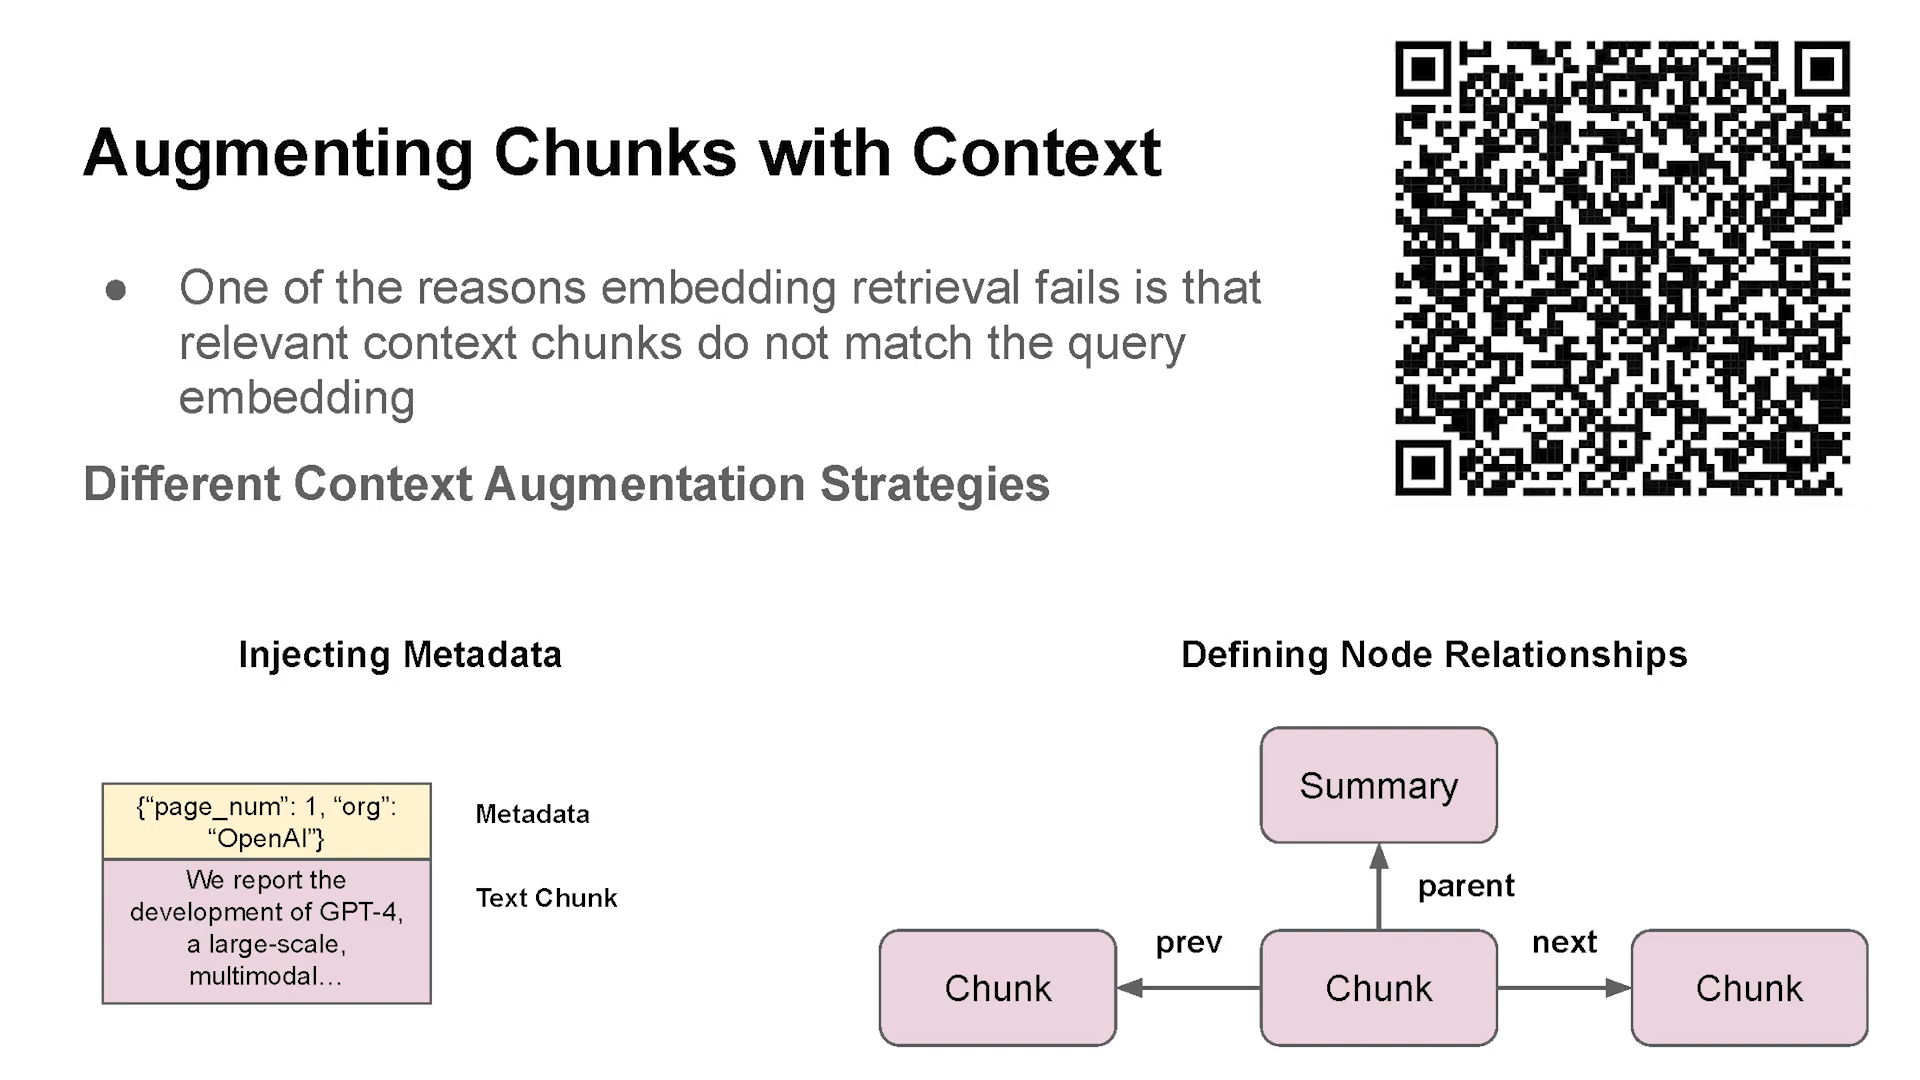 Augmenting Chunks with Context
● One of the reasons embedding retrieval fails is that
relevant context chunks do not match the query
embedding
Different Context Augmentation Strategies
Injecting Metadata
{“page_num”: 1, “org”:
“OpenAI”}
Metadata
We report the
development of GPT-4,
a large-scale,
multimodal…
Text Chunk
Defining Node Relationships
Summary
parent
prev
next
Chunk
Chunk
Chunk